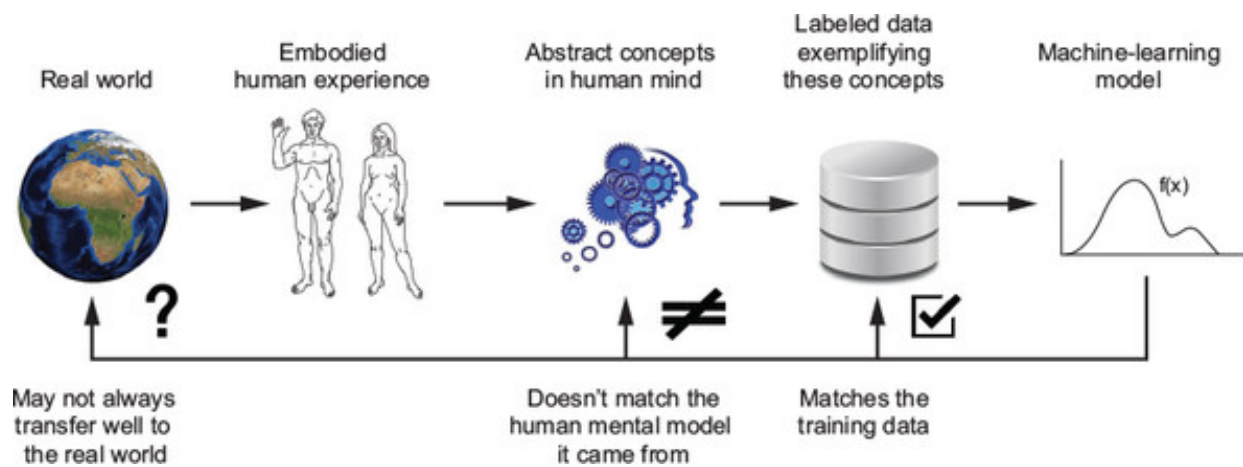 Real world
Embodied
human experience
Abstract concepts
in human mind
Labeled data
exemplifying
these concepts
Machine-learning
model
f(x)
?
≠
May not always
transfer well to
the real world
Doesn't match the
human mental model
it came from
Matches the
training data